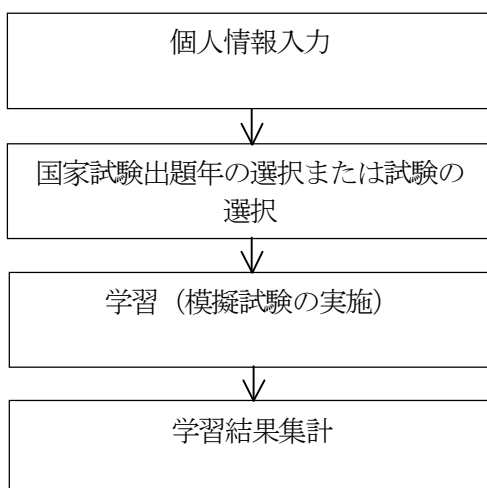 個人情報入力
国家試験出題年の選択または試験の
選択
学習（模擬試験の実施）
学習結果集計